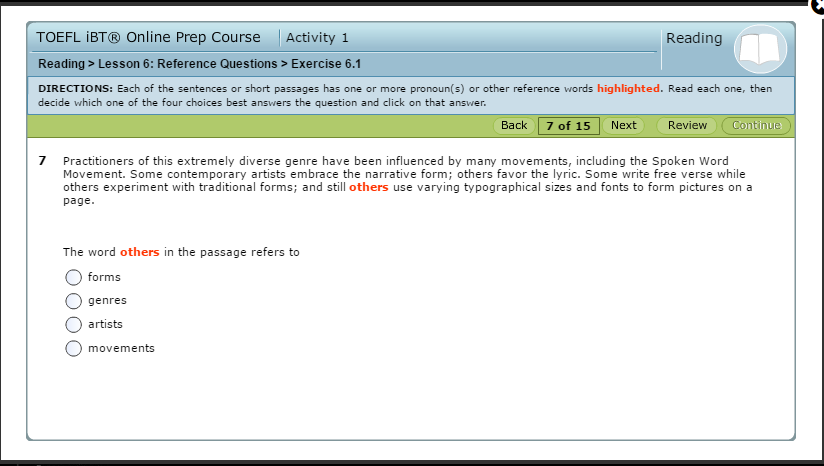 TOEFL iBT® Online Prep Course Activity 1 Reading
Reading > Lesson 6: Reference Questions > Exercise 6.1
DIRECTIONS: Each of the sentences or short passages has one or more pronoun(s) or other reference words highlighted. Read each one, then
decide which one of the four choices best answers the question and click on that answer.
Back 7 of 15 Next Review Continue
7 Practitioners of this extremely diverse genre have been influenced by many movements, including the Spoken Word
Movement. Some contemporary artists embrace the narrative form; others favor the lyric. Some write free verse while
others experiment with traditional forms; and still others use varying typographical sizes and fonts to form pictures on a
page.
The word others in the passage refers to
forms
genres
artists
movements